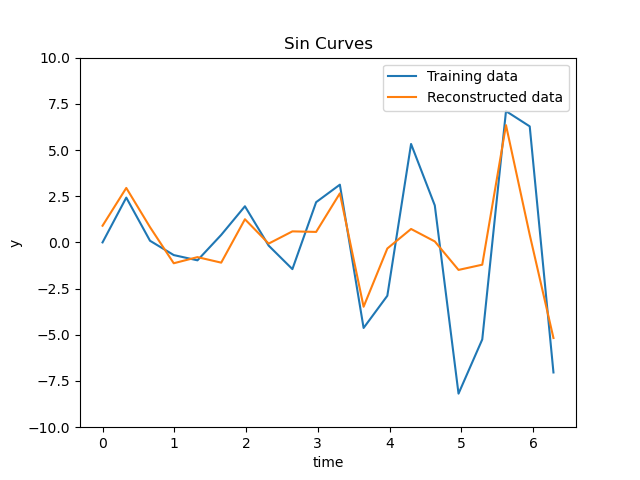 Sin Curves
Training data
Reconstructed data
10.0
7.5
5.0
2.5
0.0
−2.5
−5.0
−7.5
−10.0
y
0 1 2 3 4 5 6
time